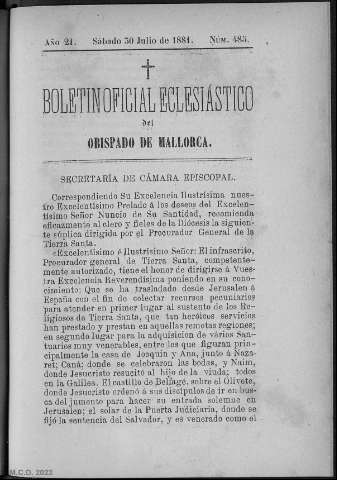 AÑO 21. Sábado 30 Julio de 1881. NÚM. 485.
BOLETIN OFICIAL ECLESIÁSTICO
del
OBISPADO DE MALLORCA.
SECRETARÍA DE CÁMARA EPISCOPAL.
Correspondiendo Su Excelencia Ilustrísima nues-
tro Excelentísimo Prelado á los deseos del Excelen-
tísimo Señor Nuncio de Su Santidad, recomienda
eficazmente al clero y fieles de la Diócesis la siguien-
te súplica dirigida por el Procurador General de la
Tierra Santa.
«Excelentísimo é Ilustrísimo Señor: El infrascrito,
Procurador general de Tierra Santa, competente-
mente autorizado, tiene el honor de dirigirse á Vues-
tra Excelencia Reverendísima poniendo en su cono-
cimiento: Que se ha trasladado desde Jerusalen á
España con el fin de colectar recursos pecuniarios
para atender en primer lugar al sustento de los Re-
ligiosos de Tierra Santa, que tan heróicos servicios
han prestado y prestan en aquellas remotas regiones;
en segundo lugar para la adquisicion de varios San-
tuarios muy venerables, entre los que figuran prin-
cipalmente la casa de Joaquin y Ana, junto á Naza-
ret; Caná; donde se celebraron las bodas, y Naim,
donde Jesucristo resucitó al hijo de la viuda; todos
en la Galilea. El castillo de Belfagé, sobre el Olivete,
donde Jesucristo ordenó á sus discípulos de ir en bus-
ca del jumento para hacer su entrada solemne en
Jerusalen; el solar de la Puerta Judiciaria, donde se
fijó la sentencia del Salvador, y es venerado como el
M.C.D. 2022